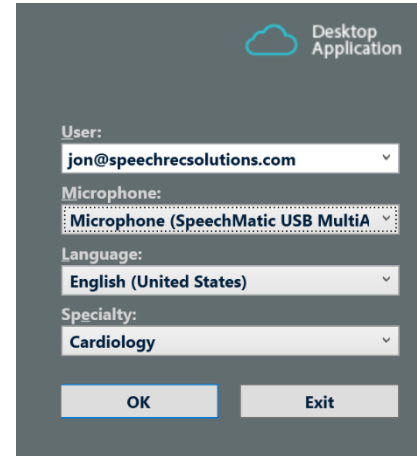 Desktop
Application
User:
jon@speechrecsolutions.com
Microphone:
Microphone (SpeechMatic USB MultiA
Language:
English (United States)
Specialty:
Cardiology
OK Exit